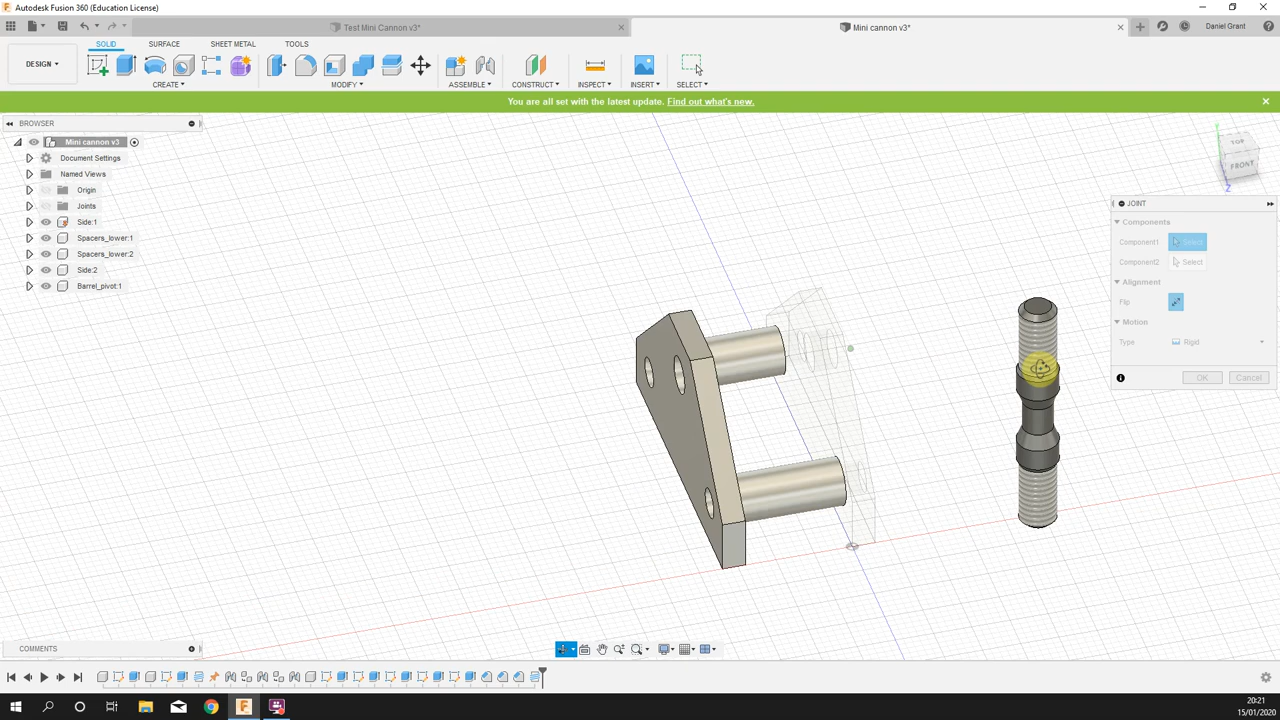 Autodesk Fusion 360 (Education License)
Test Mini Cannon v3*
Mini cannon v3*
Daniel Grant
SOLID
SURFACE
SHEET METAL
TOOLS
DESIGN
CREATE
MODIFY
ASSEMBLE
CONSTRUCT
INSPECT
INSERT
SELECT
You are all set with the latest update. Find out what's new.
BROWSER
Mini cannon v3
Document Settings
Named Views
Origin
Joints
Side:1
Spacers_lower:1
Spacers_lower:2
Side:2
Barrel_pivot:1
TOP
FRONT
Y
Z
JOINT
Components
Component1 Select
Component2 Select
Alignment
Flip
Motion
Type Rigid
OK Cancel
COMMENTS
20:21
15/01/2020